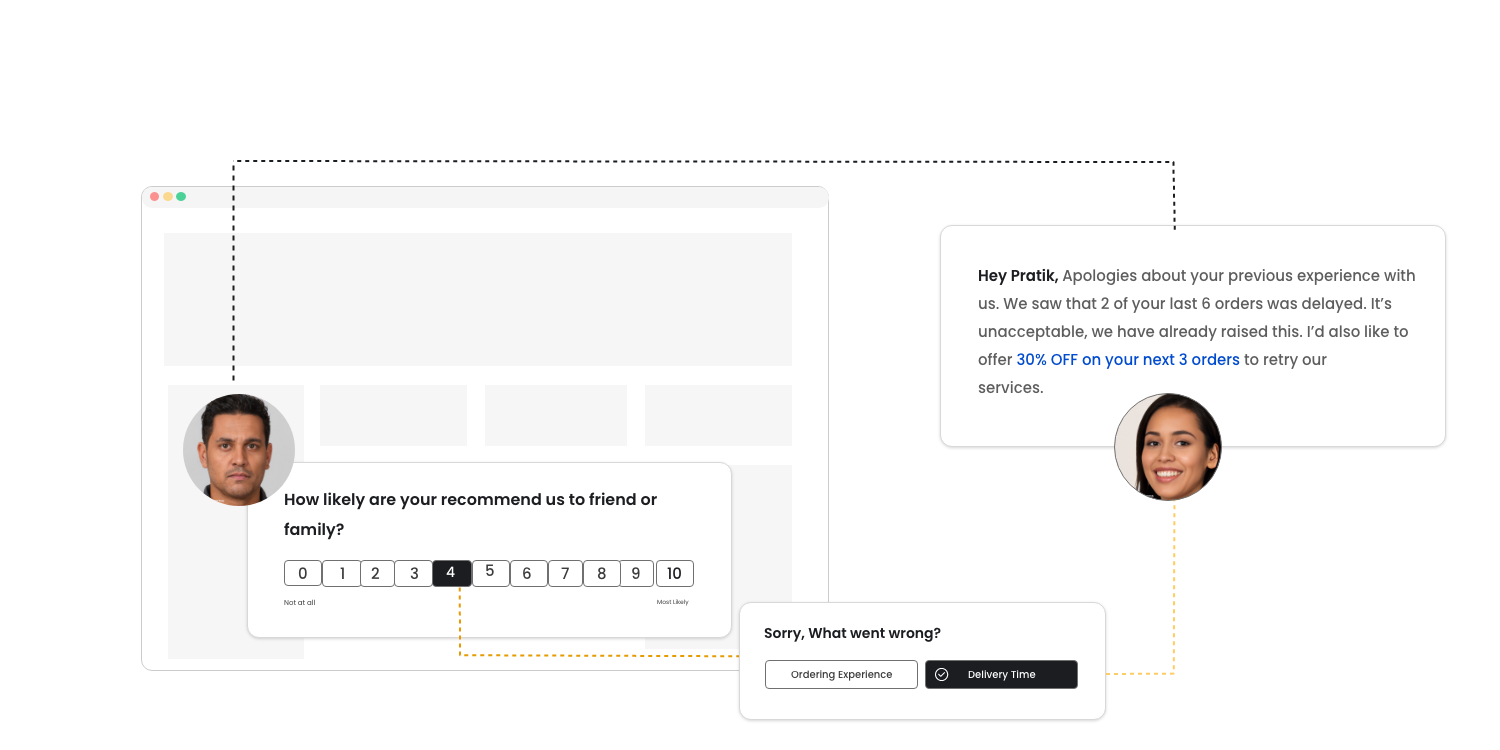 Hey Pratik, Apologies about your previous experience with
us. We saw that 2 of your last 6 orders was delayed. It's
unacceptable, we have already raised this. I'd also like to
offer 30% OFF on your next 3 orders to retry our
services.
How likely are your recommend us to friend or
family?
0 1 2 3 4 5 6 7 8 9 10
Not at all Most Likely
Sorry, What went wrong?
Ordering Experience Delivery Time